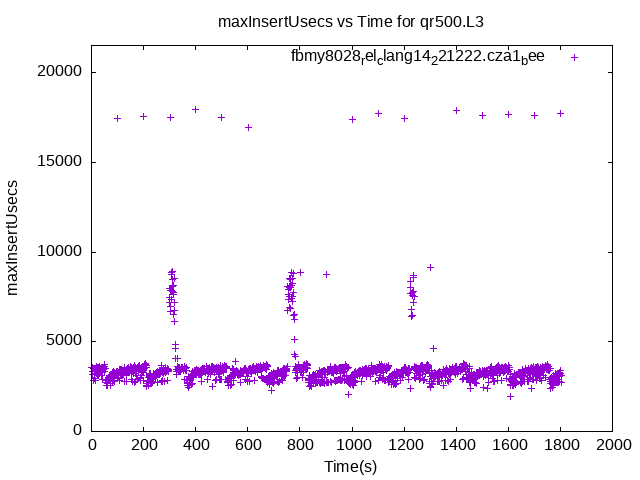 maxInsertUsecs vs Time for qr500.L3
fbmy8028relclang14221222.cza1bee
maxInsertUsecs
20000
15000
10000
5000
0
0 200 400 600 800 1000 1200 1400 1600 1800 2000
Time(s)